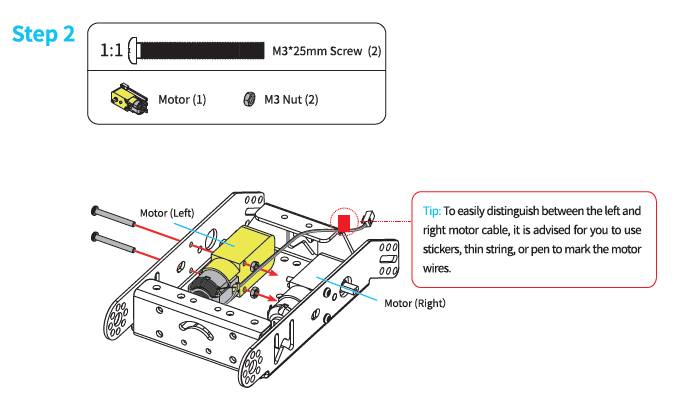 Step 2
1:1
M3*25mm Screw (2)
Motor (1)
M3 Nut (2)
Motor (Left)
Tip: To easily distinguish between the left and
right motor cable, it is advised for you to use
stickers, thin string, or pen to mark the motor
wires.
Motor (Right)